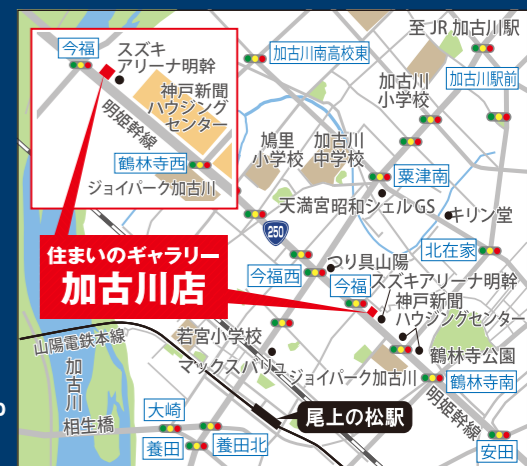 至 JR 加古川駅
今福
スズキ
アリーナ明幹
神戸新聞
ハウジング
センター
明姫幹線
鶴林寺西
ジョイパーク加古川
加古川南高校東
加古川
小学校
加古川駅前
鳩里
小学校
加古川
中学校
粟津南
天満宮
昭和シェルGS
キリン堂
250
北在家
住まいのギャラリー
加古川店
今福西
つり具山陽
今福
スズキアリーナ明幹
神戸新聞
ハウジングセンター
山陽電鉄本線
若宮小学校
鶴林寺公園
マックスバリュ
ジョイパーク加古川
鶴林寺南
加古川
明姫幹線
相生橋
大崎
尾上の松駅
養田
養田北
安田